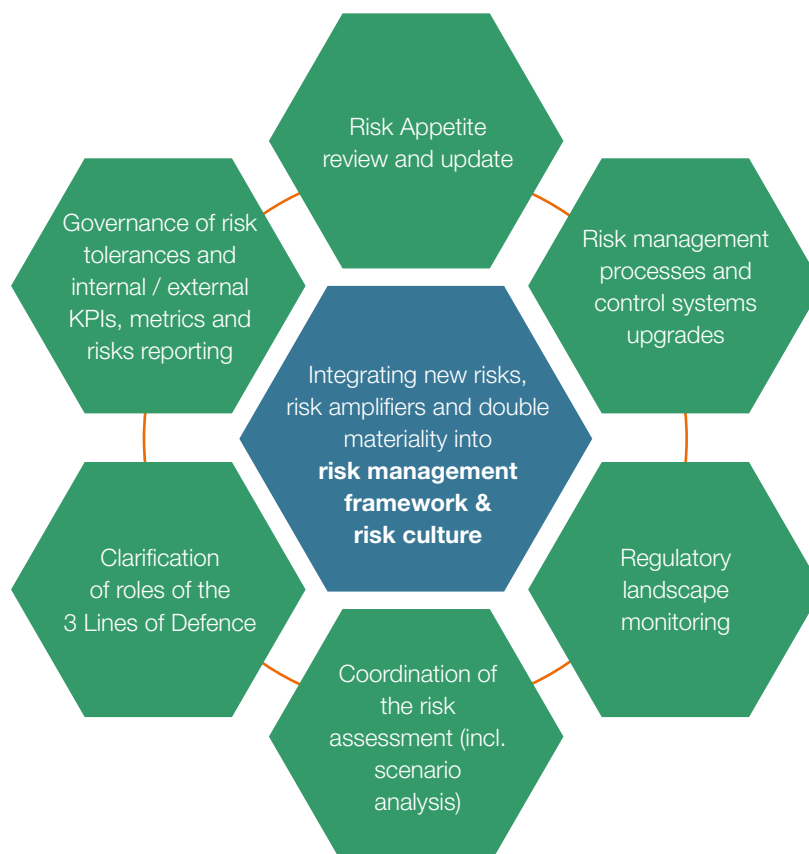 Risk Appetite
review and update
Governance of risk
tolerances and
internal / external
KPIs, metrics and
risks reporting
Risk management
processes and
control systems
upgrades
Integrating new risks,
risk amplifiers and double
materiality into
risk management
framework &
risk culture
Clarification
of roles of the
3 Lines of Defence
Regulatory
landscape
monitoring
Coordination of
the risk
assessment (incl.
scenario
analysis)